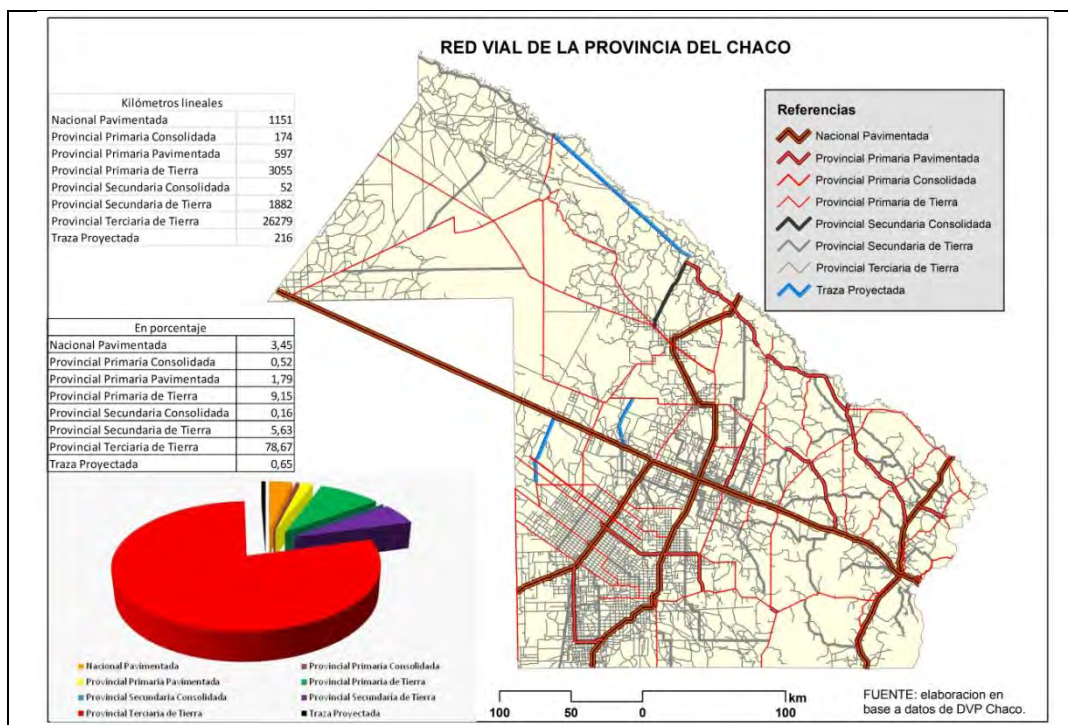 RED VIAL DE LA PROVINCIA DEL CHACO
Kilómetros lineales
Nacional Pavimentada 1151
Provincial Primaria Consolidada 174
Provincial Primaria Pavimentada 597
Provincial Primaria de Tierra 3055
Provincial Secundaria Consolidada 52
Provincial Secundaria de Tierra 1882
Provincial Terciaria de Tierra 26279
Traza Proyectada 216
En porcentaje
Nacional Pavimentada 3,45
Provincial Primaria Consolidada 0,52
Provincial Primaria Pavimentada 1,79
Provincial Primaria de Tierra 9,15
Provincial Secundaria Consolidada 0,16
Provincial Secundaria de Tierra 5,63
Provincial Terciaria de Tierra 78,67
Traza Proyectada 0,65
Nacional Pavimentada Provincial Primaria Consolidada
Provincial Primaria Pavimentada Provincial Primaria de Tierra
Provincial Secundaria Consolidada Provincial Secundaria de Tierra
Provincial Terciaria de Tierra Traza Proyectada
Referencias
Nacional Pavimentada
Provincial Primaria Pavimentada
Provincial Primaria Consolidada
Provincial Primaria de Tierra
Provincial Secundaria Consolidada
Provincial Secundaria de Tierra
Provincial Terciaria de Tierra
Traza Proyectada
km
100 50 0 100
FUENTE: elaboracion en
base a datos de DVP Chaco.